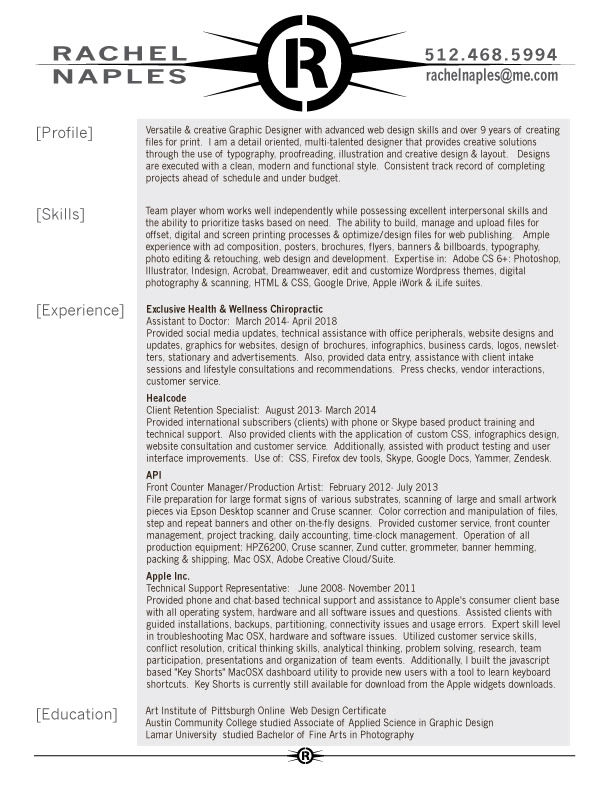 RACHEL
NAPLES
R
512.468.5994
rachelnaples@me.com
[Profile]
Versatile & creative Graphic Designer with advanced web design skills and over 9 years of creating
files for print.  I am a detail oriented, multi-talented designer that provides creative solutions
through the use of typography, proofreading, illustration and creative design & layout.  Designs
are executed with a clean, modern and functional style.  Consistent track record of completing
projects ahead of schedule and under budget.
[Skills]
Team player whom works well independently while possessing excellent interpersonal skills and
the ability to prioritize tasks based on need.  The ability to build, manage and upload files for
offset, digital and screen printing processes & optimize/design files for web publishing.  Ample
experience with ad composition, posters, brochures, flyers, banners & billboards, typography,
photo editing & retouching, web design and development.  Expertise in:  Adobe CS 6+: Photoshop,
Illustrator, Indesign, Acrobat, Dreamweaver, edit and customize Wordpress themes, digital
photography & scanning, HTML & CSS, Google Drive, Apple iWork & iLife suites.
[Experience]
Exclusive Health & Wellness Chiropractic
Assistant to Doctor:  March 2014- April 2018
Provided social media updates, technical assistance with office peripherals, website designs and
updates, graphics for websites, design of brochures, infographics, business cards, logos, newslet-
ters, stationary and advertisements.  Also, provided data entry, assistance with client intake
sessions and lifestyle consultations and recommendations.  Press checks, vendor interactions,
customer service.
Healcode
Client Retention Specialist:  August 2013- March 2014
Provided international subscribers (clients) with phone or Skype based product training and
technical support.  Also provided clients with the application of custom CSS, infographics design,
website consultation and customer service.  Additionally, assisted with product testing and user
interface improvements.  Use of:  CSS, Firefox dev tools, Skype, Google Docs, Yammer, Zendesk.
API
Front Counter Manager/Production Artist:  February 2012- July 2013
File preparation for large format signs of various substrates, scanning of large and small artwork
pieces via Epson Desktop scanner and Cruse scanner.  Color correction and manipulation of files,
step and repeat banners and other on-the-fly designs.  Provided customer service, front counter
management, project tracking, daily accounting, time-clock management.  Operation of all
production equipment: HPZ6200, Cruse scanner, Zund cutter, grommeter, banner hemming,
packing & shipping, Mac OSX, Adobe Creative Cloud/Suite.
Apple Inc.
Technical Support Representative:   June 2008- November 2011
Provided phone and chat-based technical support and assistance to Apple's consumer client base
with all operating system, hardware and all software issues and questions.  Assisted clients with
guided installations, backups, partitioning, connectivity issues and usage errors.  Expert skill level
in troubleshooting Mac OSX, hardware and software issues.  Utilized customer service skills,
conflict resolution, critical thinking skills, analytical thinking, problem solving, research, team
participation, presentations and organization of team events.  Additionally, I built the javascript
based "Key Shorts" MacOSX dashboard utility to provide new users with a tool to learn keyboard
shortcuts.  Key Shorts is currently still available for download from the Apple widgets downloads.
[Education]
Art Institute of Pittsburgh Online  Web Design Certificate
Austin Community College studied Associate of Applied Science in Graphic Design
Lamar University  studied Bachelor of Fine Arts in Photography
R